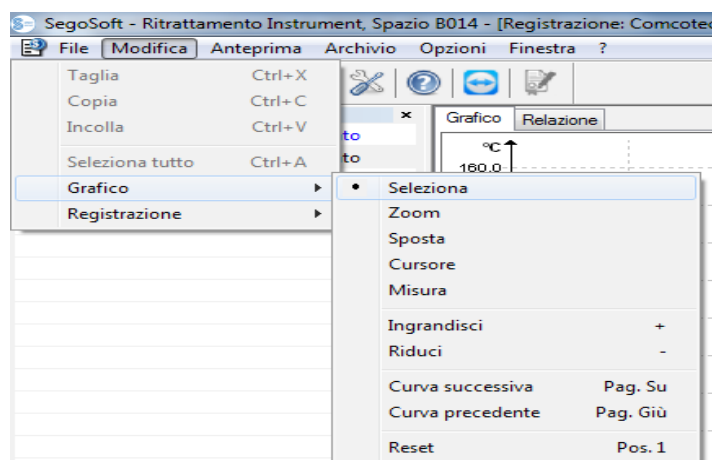 SegoSoft - Ritrattamento Instrument, Spazio B014 - [Registrazione: Comcotec
File Modifica Anteprima Archivio Opzioni Finestra ?
Taglia Ctrl+X
Copia Ctrl+C
Incolla Ctrl+V
Seleziona tutto Ctrl+A
Grafico
Registrazione
to
to
Grafico Relazione
°C
160.0
Seleziona
Zoom
Sposta
Cursore
Misura
Ingrandisci +
Riduci -
Curva successiva Pag. Su
Curva precedente Pag. Giù
Reset Pos. 1